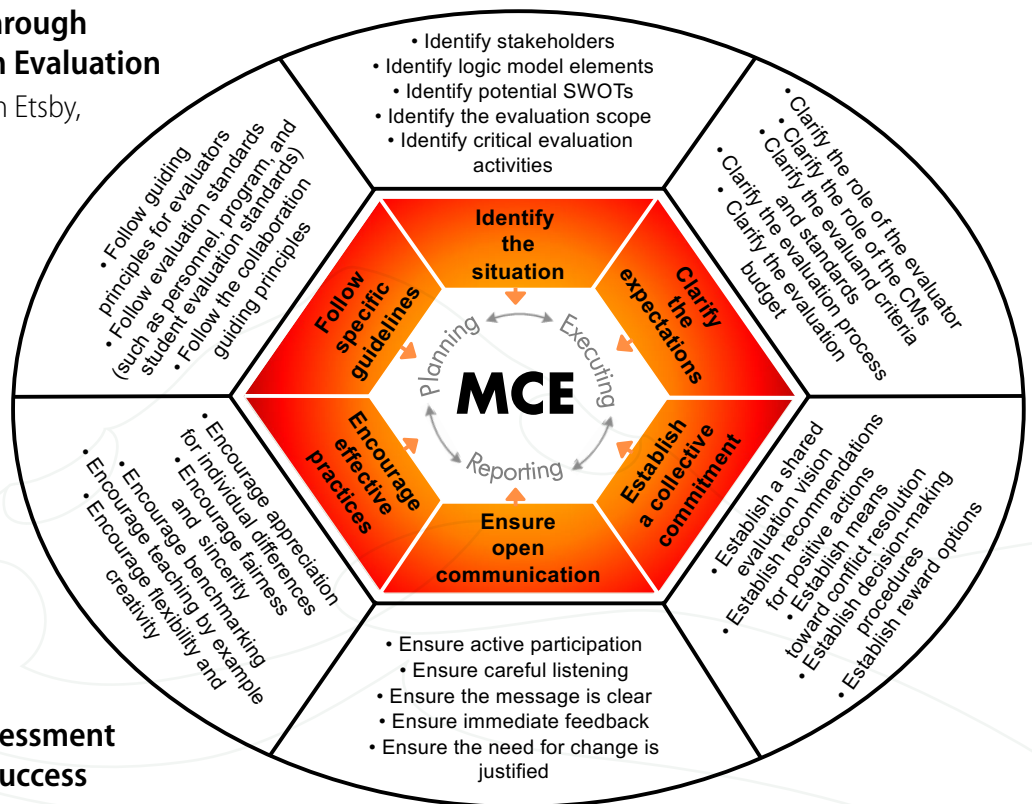 hrough
n Evaluation
n Etsby,
• Identify stakeholders
• Identify logic model elements
• Identify potential SWOTs
• Identify the evaluation scope
• Identify critical evaluation
activities
• Clarify the role of the evaluator
• Clarify the role of the CMs
• Clarify the evaluand criteria
and standards
• Clarify the evaluation process
• Clarify the evaluation
budget
• Establish a shared
evaluation vision
• Establish recommendations
for positive actions
• Establish means
toward conflict resolution
• Establish decision-making
procedures
• Establish reward options
• Ensure active participation
• Ensure careful listening
• Ensure the message is clear
• Ensure immediate feedback
• Ensure the need for change is
justified
• Encourage appreciation
for individual differences
• Encourage fairness
and sincerity
• Encourage benchmarking
• Encourage teaching by example
• Encourage flexibility and
creativity
• Follow guiding
principles for evaluators
• Follow evaluation standards
(such as personnel, program, and
student evaluation standards)
• Follow the collaboration
guiding principles
Identify
the
situation
Clarify
the
expectations
Establish
a collective
commitment
Ensure
open
communication
Encourage
effective
practices
Follow
specific
guidelines
Planning
Executing
Reporting
MCE
essment
uccess